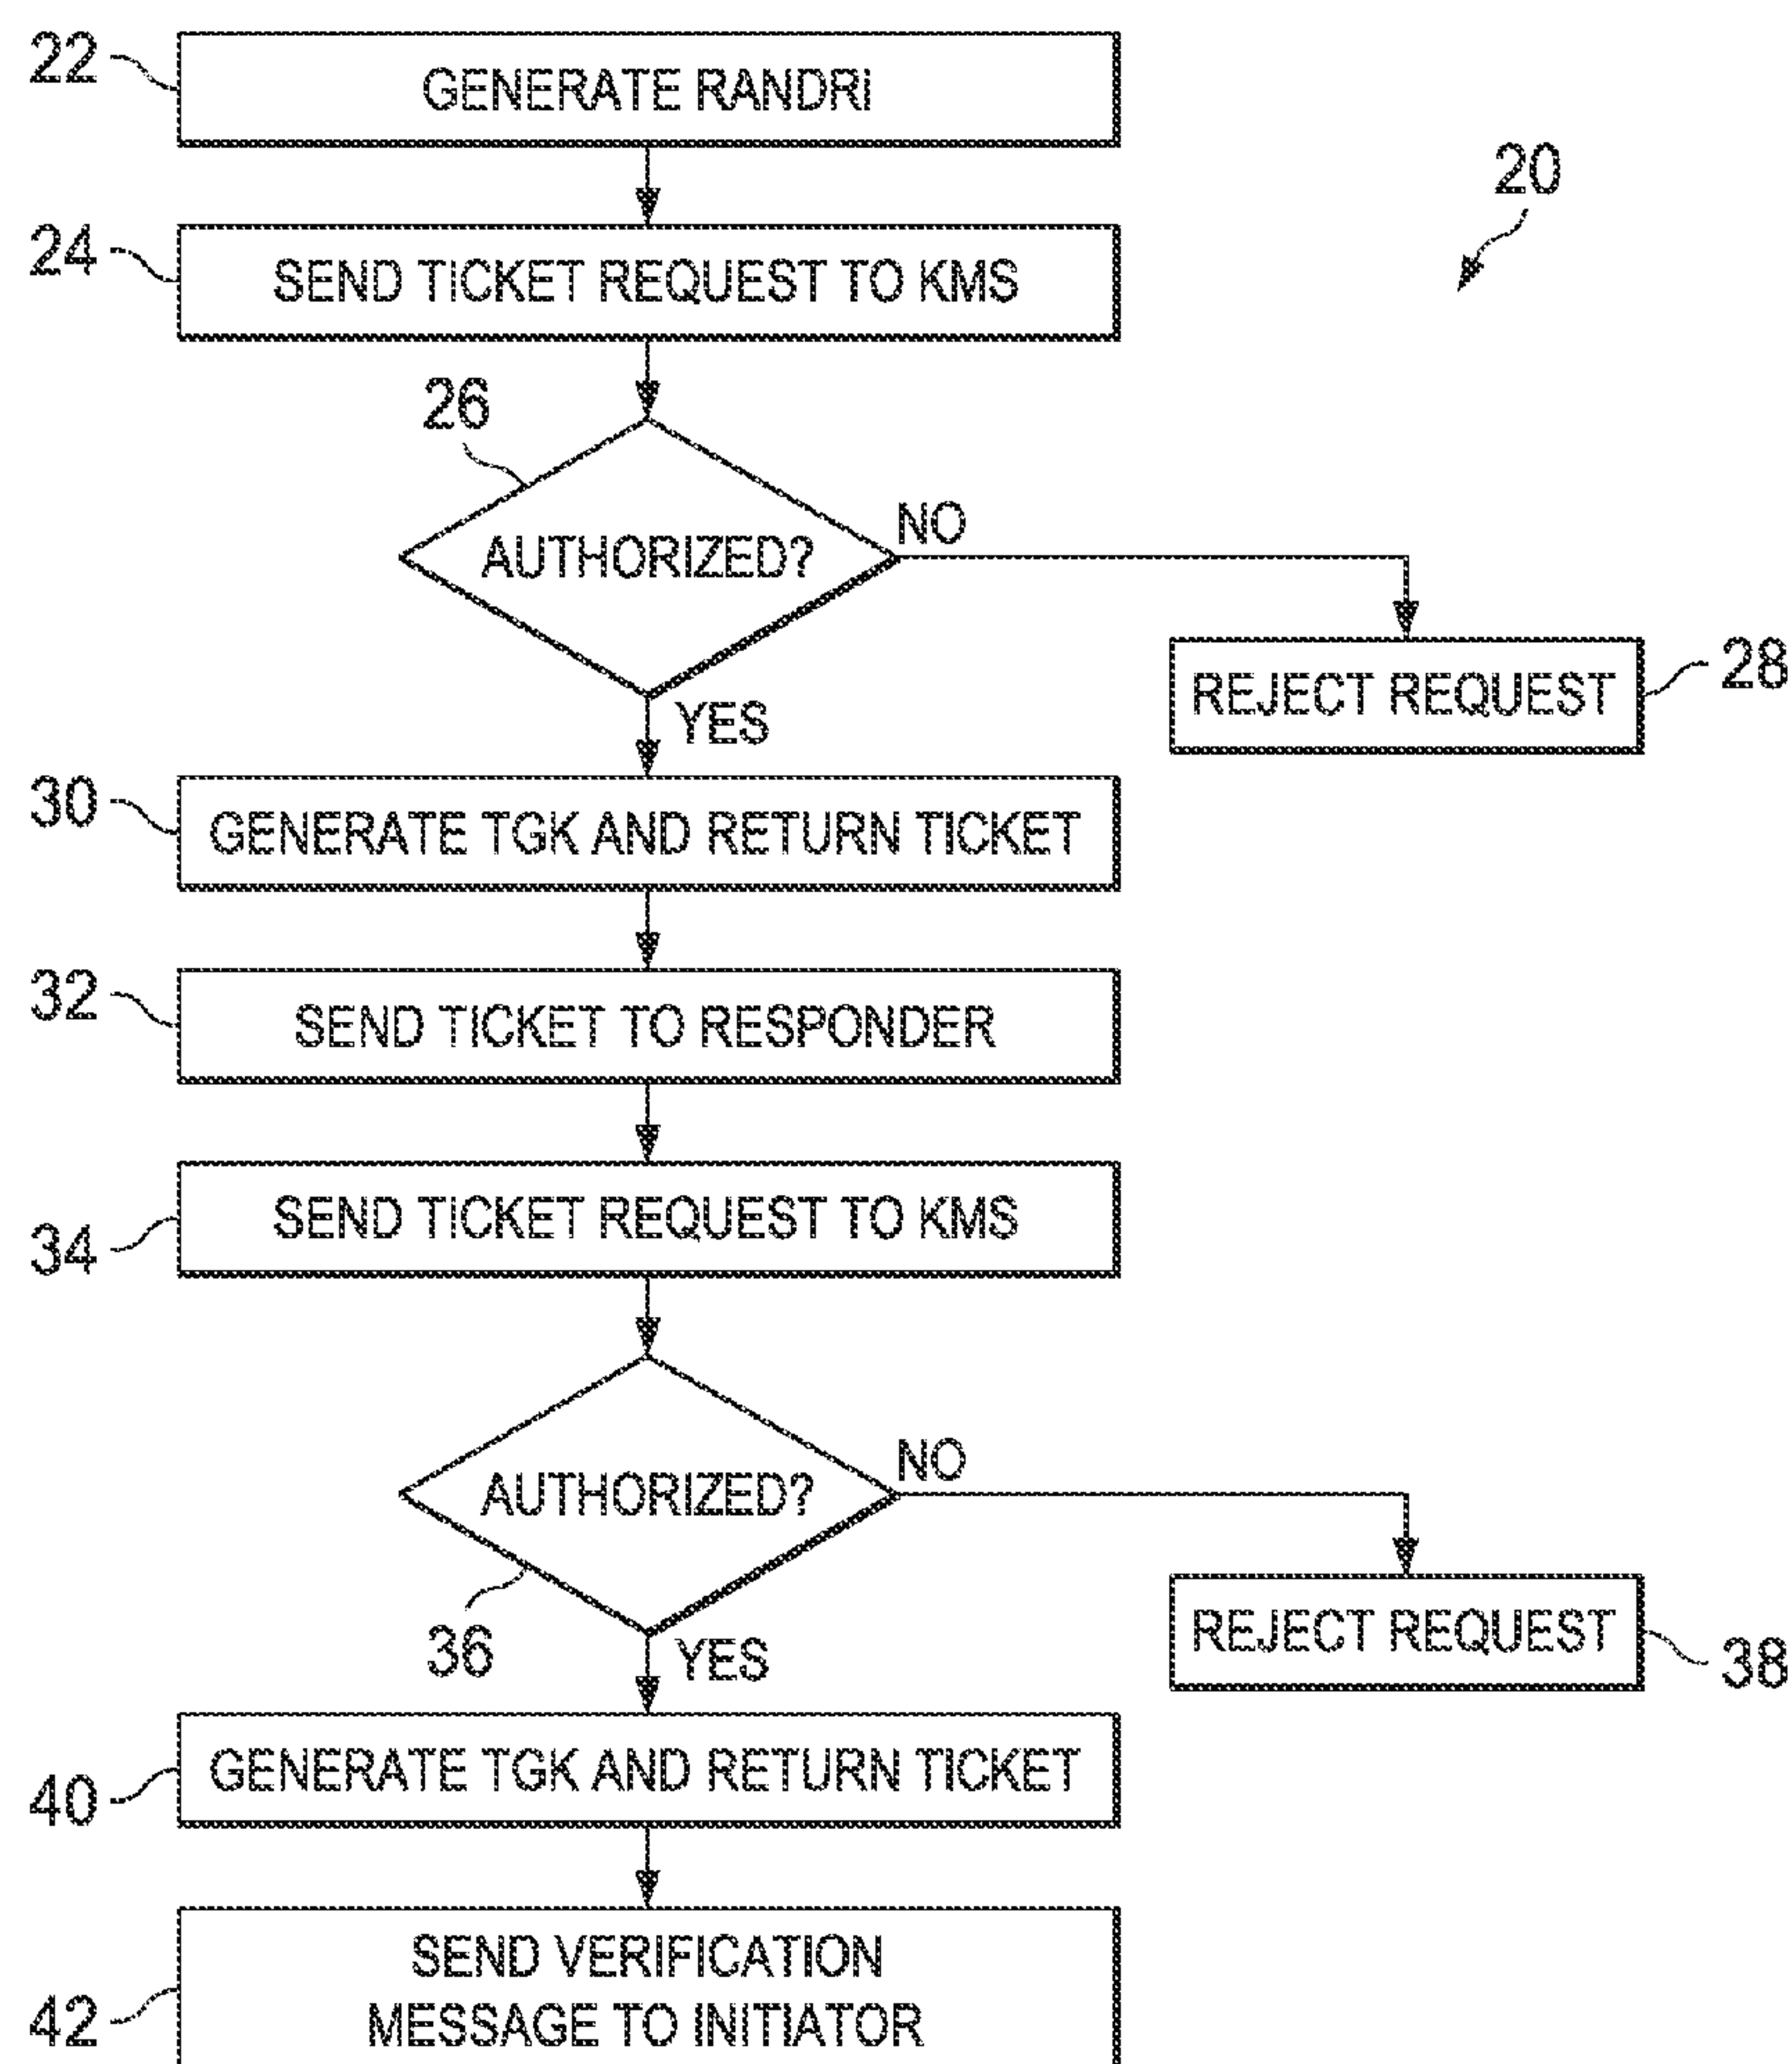 22
GENERATE RANDRi
20
24
SEND TICKET REQUEST TO KMS
26
AUTHORIZED?
NO
REJECT REQUEST
28
YES
30
GENERATE TGK AND RETURN TICKET
32
SEND TICKET TO RESPONDER
34
SEND TICKET REQUEST TO KMS
AUTHORIZED?
NO
36
REJECT REQUEST
38
YES
40
GENERATE TGK AND RETURN TICKET
42
SEND VERIFICATION
MESSAGE TO INITIATOR